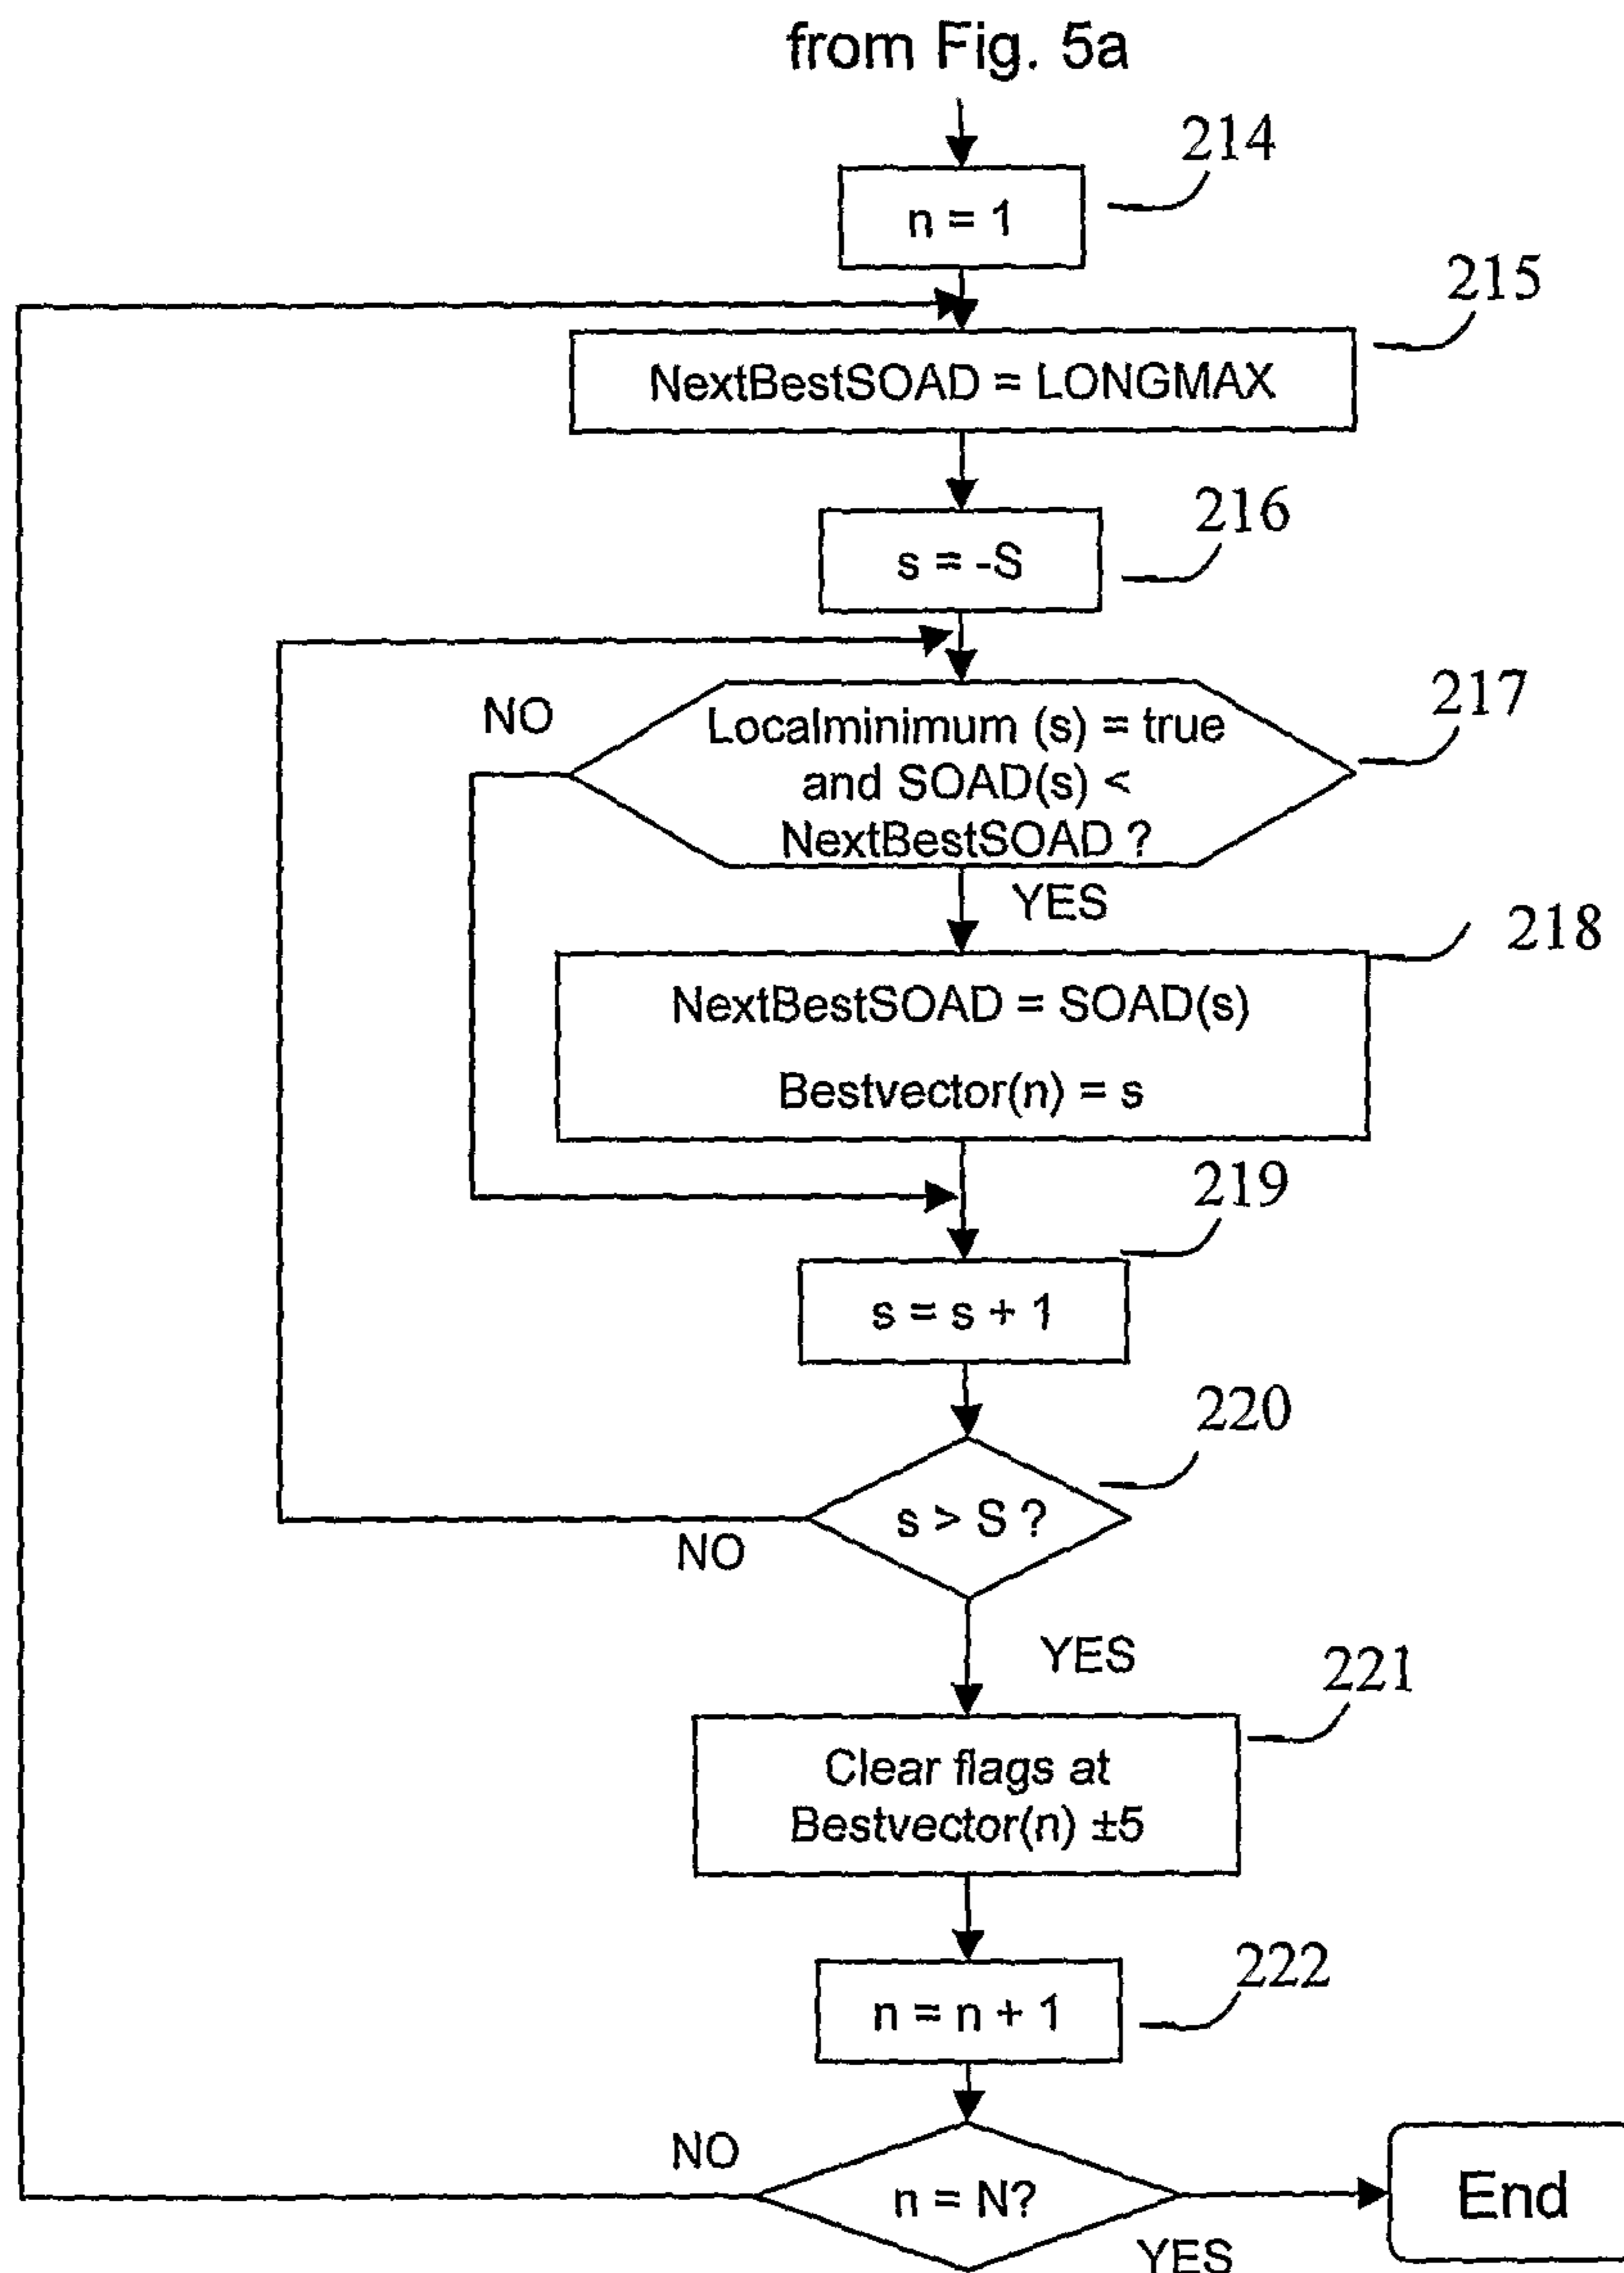 from Fig. 5a
214
n = 1
215
NextBestSOAD = LONGMAX
216
s = -S
217
NO
Localminimum (s) = true
and SOAD(s) <
NextBestSOAD ?
YES
218
NextBestSOAD = SOAD(s)
Bestvector(n) = s
219
s = s + 1
220
s > S ?
NO
YES
221
Clear flags at
Bestvector(n) ±5
222
n = n + 1
NO
n = N?
End
YES